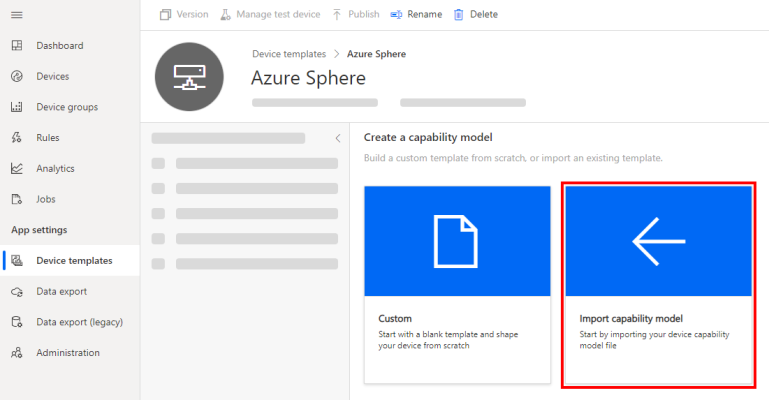 Version Manage test device Publish Rename Delete
Dashboard
Devices
Device groups
Rules
Analytics
Jobs
App settings
Device templates
Data export
Data export (legacy)
Administration
Device templates > Azure Sphere
Azure Sphere
Create a capability model
Build a custom template from scratch, or import an existing template.
Custom
Start with a blank template and shape
your device from scratch
Import capability model
Start by importing your device capability
model file